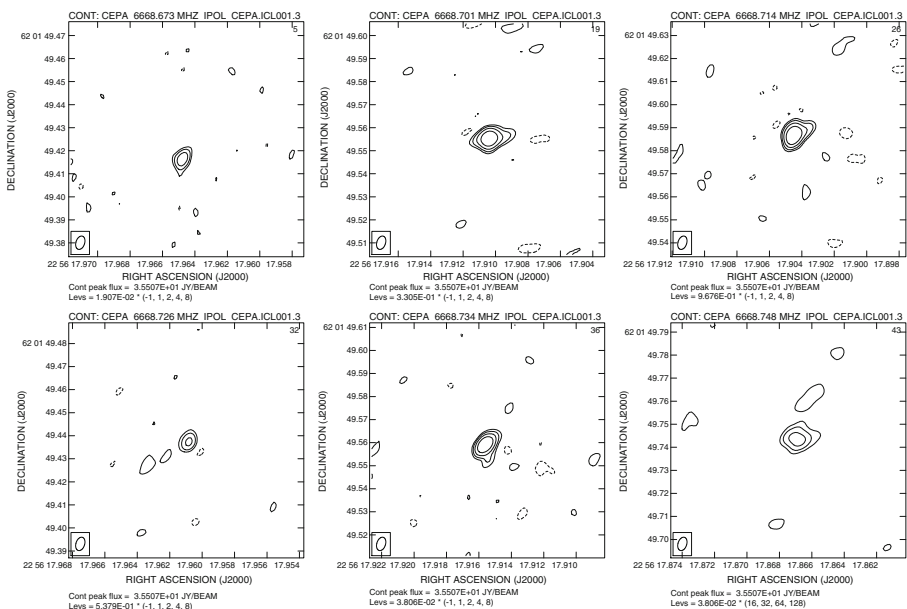 CONT: CEPA 6668.673 MHZ IPOL CEPA.ICL001.3
5
DECLINATION (J2000)
62 01 49.47
49.46
49.45
49.44
49.43
49.42
49.41
49.40
49.39
49.38
22 56 17.970 17.968 17.966 17.964 17.962 17.960 17.958
RIGHT ASCENSION (J2000)
Cont peak flux = 3.5507E+01 JY/BEAM
Levs = 1.907E-02 * (-1, 1, 2, 4, 8)
CONT: CEPA 6668.701 MHZ IPOL CEPA.ICL001.3
19
DECLINATION (J2000)
62 01 49.60
49.59
49.58
49.57
49.56
49.55
49.54
49.53
49.52
49.51
22 56 17.914 17.912 17.910 17.908 17.906 17.904
RIGHT ASCENSION (J2000)
Cont peak flux = 3.5507E+01 JY/BEAM
Levs = 3.305E-01 * (-1, 1, 2, 4, 8)
CONT: CEPA 6668.714 MHZ IPOL CEPA.ICL001.3
26
DECLINATION (J2000)
62 01 49.63
49.62
49.61
49.60
49.59
49.58
49.57
49.56
49.55
49.54
22 56 17.912 17.910 17.908 17.906 17.904 17.902 17.900 17.898
RIGHT ASCENSION (J2000)
Cont peak flux = 3.5507E+01 JY/BEAM
Levs = 9.676E-01 * (-1, 1, 2, 4, 8)
CONT: CEPA 6668.726 MHZ IPOL CEPA.ICL001.3
32
DECLINATION (J2000)
62 01 49.48
49.47
49.46
49.45
49.44
49.43
49.42
49.41
49.40
49.39
22 56 17.968 17.966 17.964 17.962 17.960 17.958 17.956 17.954
RIGHT ASCENSION (J2000)
Cont peak flux = 3.5507E+01 JY/BEAM
Levs = 5.379E-01 * (-1, 1, 2, 4, 8)
CONT: CEPA 6668.734 MHZ IPOL CEPA.ICL001.3
36
DECLINATION (J2000)
62 01 49.60
49.59
49.58
49.57
49.56
49.55
49.54
49.53
49.52
22 56 17.922 17.920 17.918 17.916 17.914 17.912 17.910 17.908
RIGHT ASCENSION (J2000)
Cont peak flux = 3.5507E+01 JY/BEAM
Levs = 3.806E-02 * (-1, 1, 2, 4, 8)
CONT: CEPA 6668.748 MHZ IPOL CEPA.ICL001.3
43
DECLINATION (J2000)
62 01 49.79
49.78
49.77
49.76
49.75
49.74
49.73
49.72
49.71
49.70
22 56 17.874 17.872 17.870 17.868 17.866 17.864 17.862
RIGHT ASCENSION (J2000)
Cont peak flux = 3.5507E+01 JY/BEAM
Levs = 3.806E-02 * (16, 32, 64, 128)